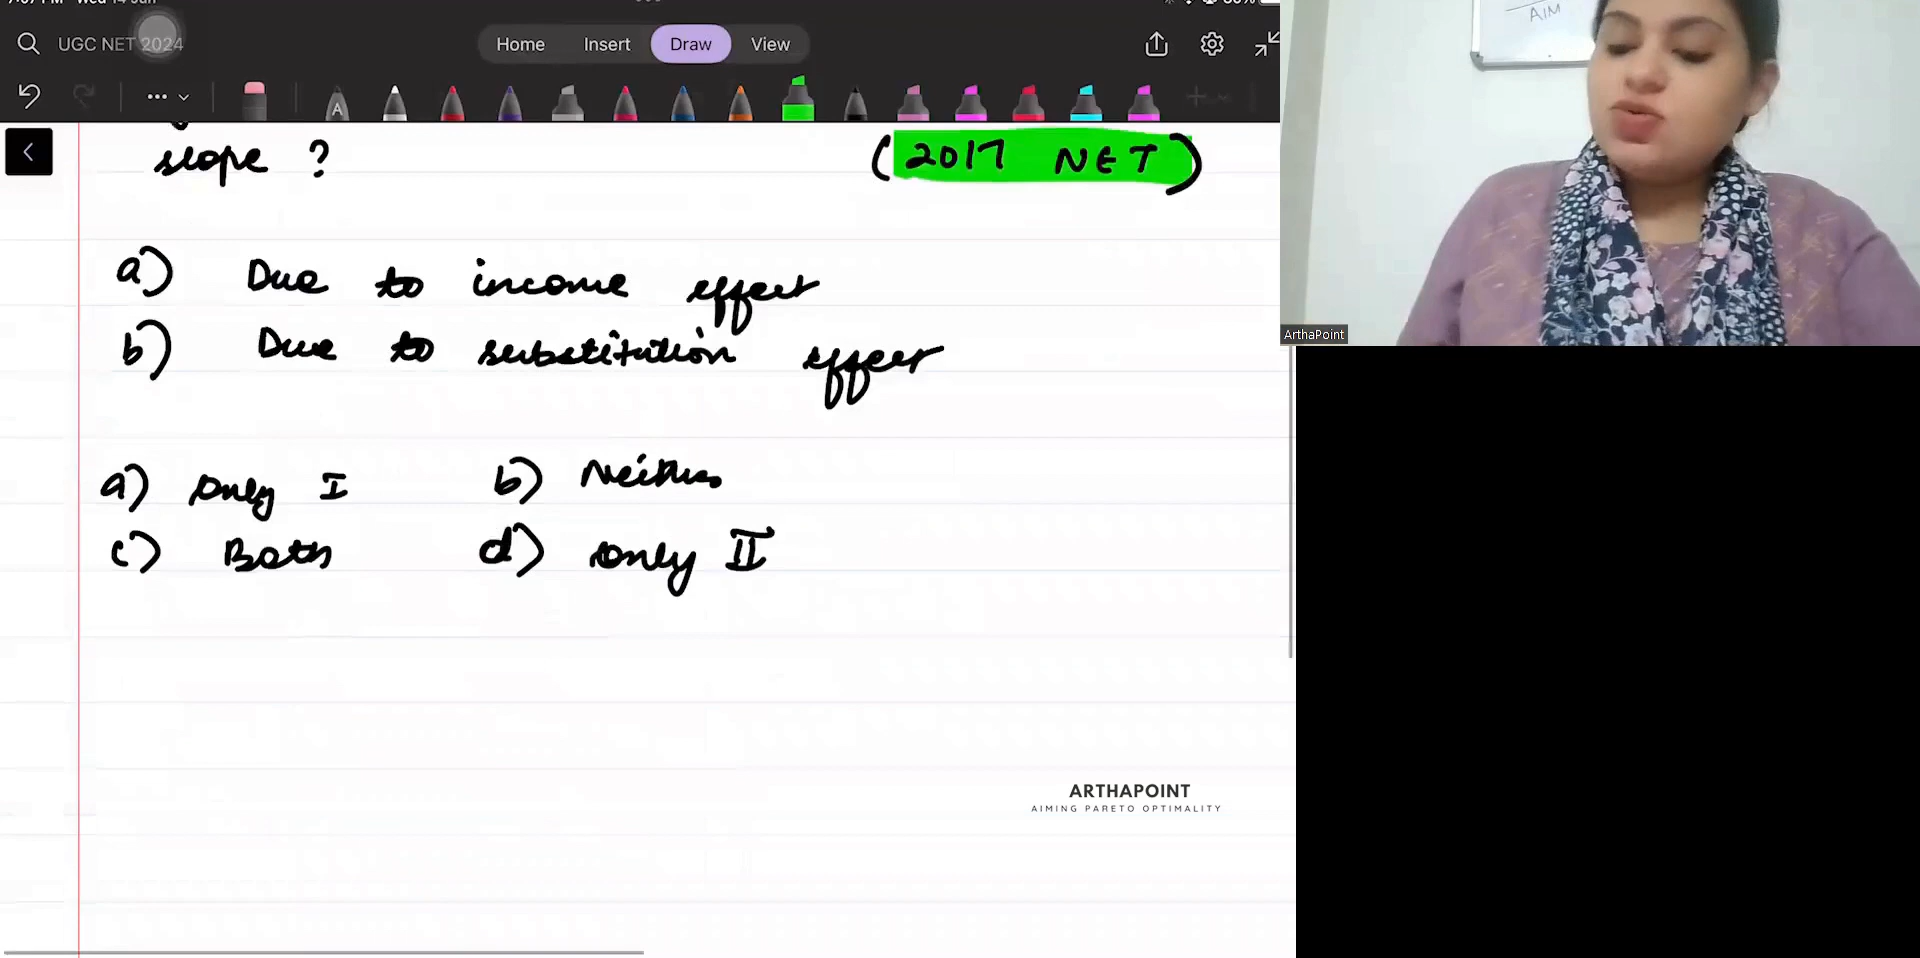 UGC NET 2024
Home Insert Draw View
A
slope ? (2017 NET)
a) Due to income effect
b) Due to substitution effect
a) Only I b) Neither
c) Both d) Only II
ARTHAPOINT
AIMING PARETO OPTIMALITY
AIM
ArthaPoint